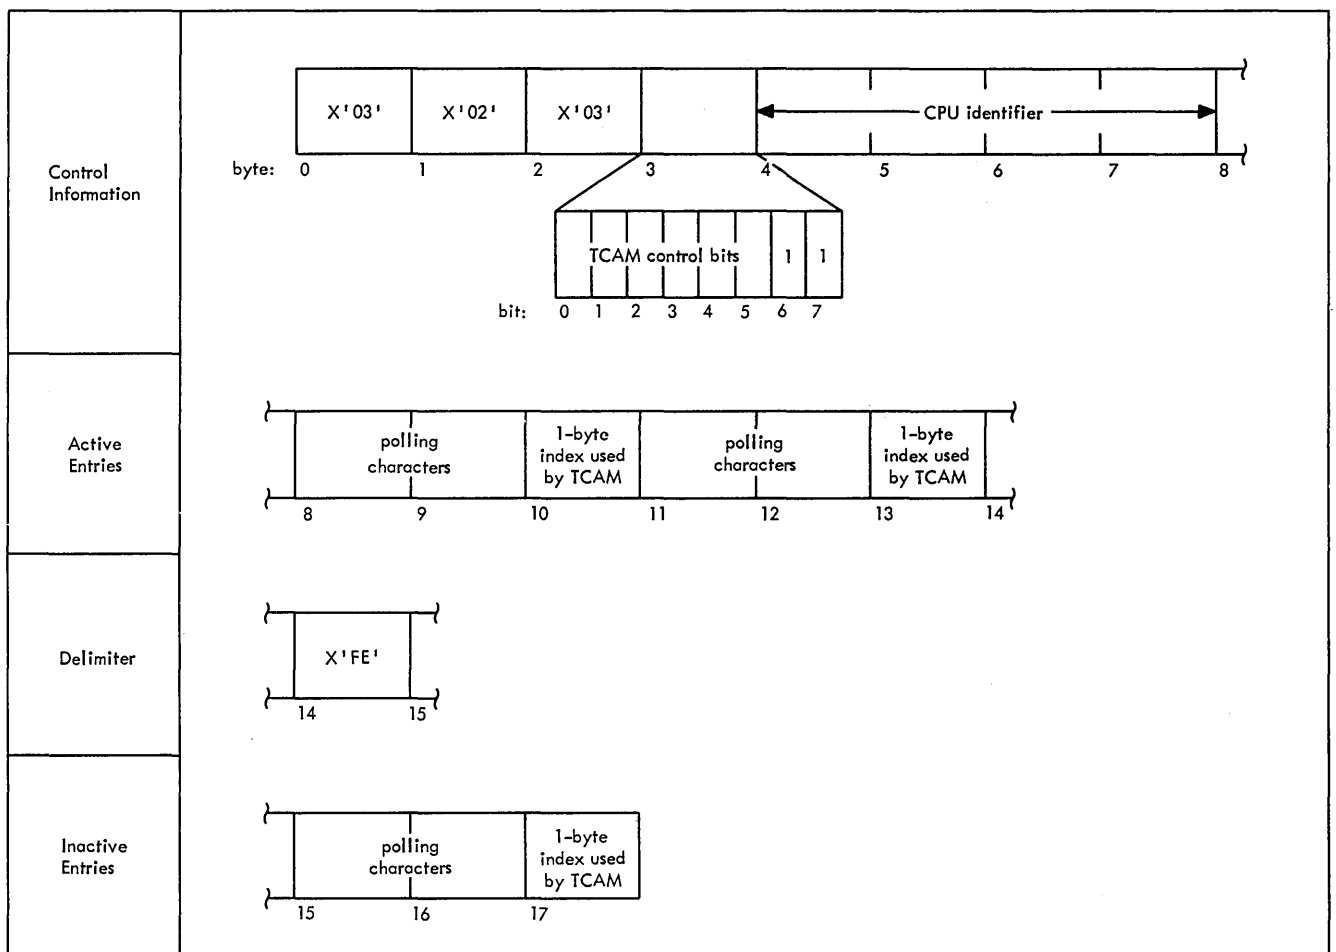 Control
Information
X'03' X'02' X'03' CPU identifier
byte: 0 1 2 3 4 5 6 7 8
TCAM control bits 1 1
bit: 0 1 2 3 4 5 6 7
Active
Entries
polling
characters
1-byte
index used
by TCAM
polling
characters
1-byte
index used
by TCAM
8 9 10 11 12 13 14
Delimiter
X'FE'
14 15
Inactive
Entries
polling
characters
1-byte
index used
by TCAM
15 16 17